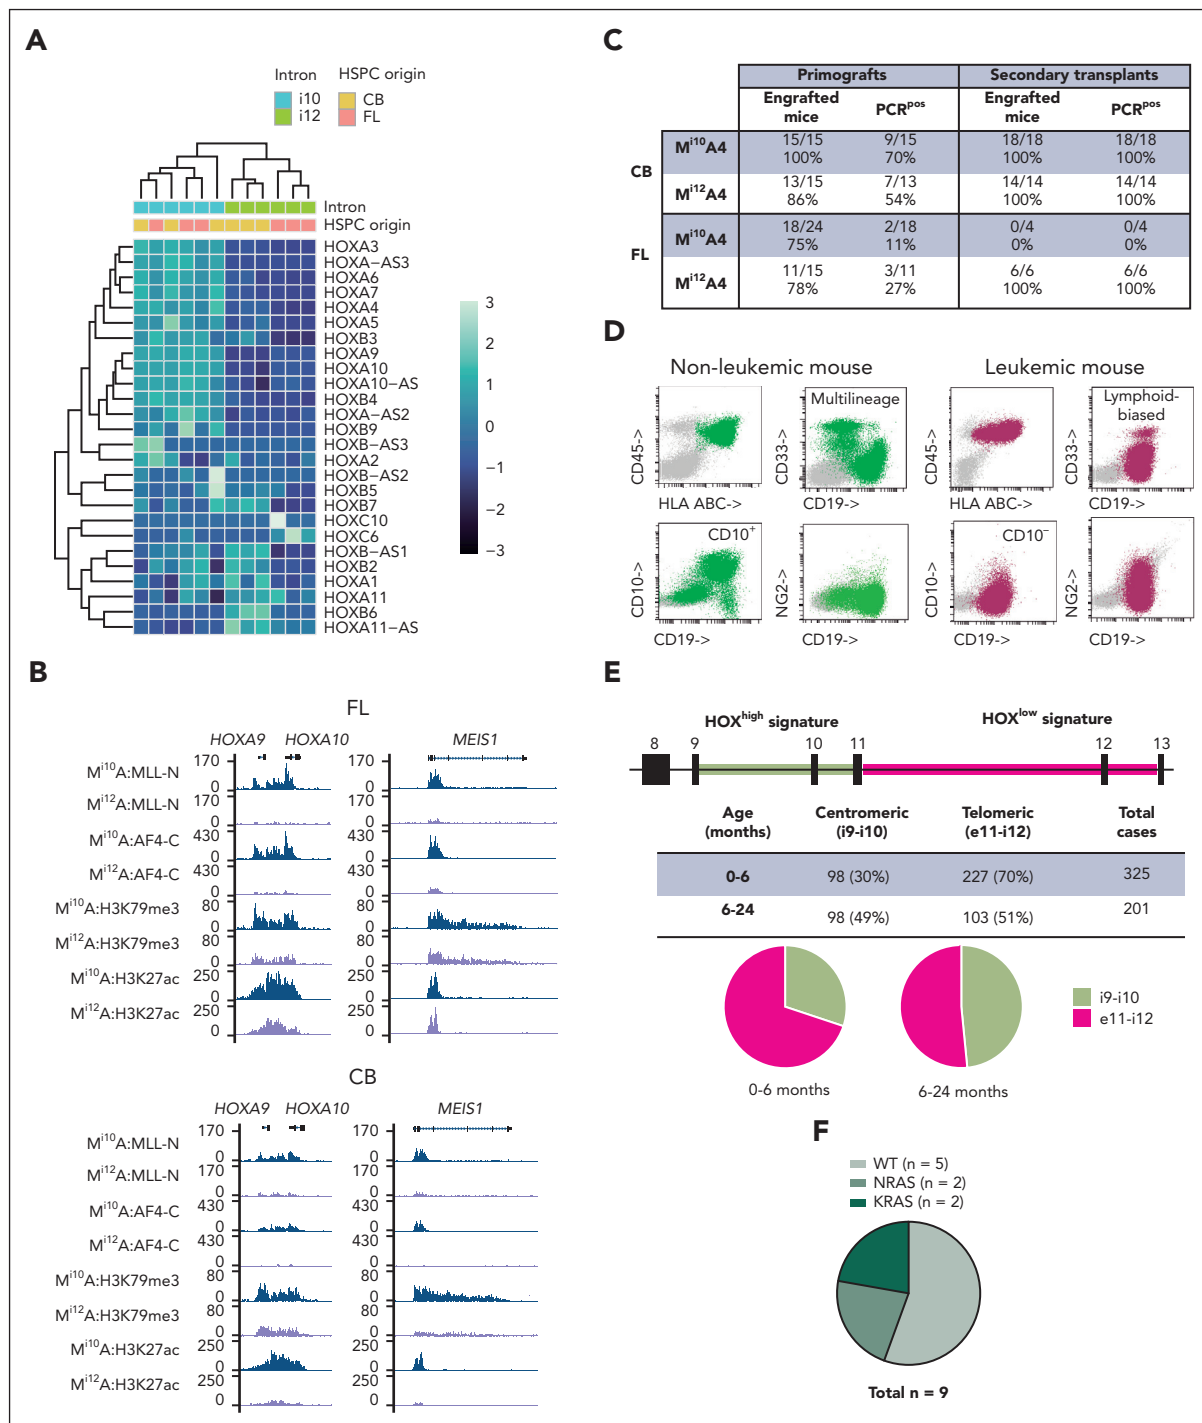 A
Intron HSPC origin
i10 CB
i12 FL
Intron
HSPC origin
HOXA3
HOXA−AS3
HOXA6
HOXA7
HOXA4
HOXA5
HOXB3
HOXA9
HOXA10
HOXA10−AS
HOXB4
HOXA−AS2
HOXB9
HOXB−AS3
HOXA2
HOXB−AS2
HOXB5
HOXB7
HOXC10
HOXC6
HOXB−AS1
HOXB2
HOXA1
HOXA11
HOXB6
HOXA11−AS
3
2
1
0
−1
−2
−3
B
FL
HOXA9 HOXA10 MEIS1
Mi10A:MLL-N 170 0 170 0
Mi12A:MLL-N 170 0 170 0
Mi10A:AF4-C 430 0 430 0
Mi12A:AF4-C 430 0 430 0
Mi10A:H3K79me3 80 0 80 0
Mi12A:H3K79me3 80 0 80 0
Mi10A:H3K27ac 250 0 250 0
Mi12A:H3K27ac 250 0 250 0
CB
HOXA9 HOXA10 MEIS1
Mi10A:MLL-N 170 0 170 0
Mi12A:MLL-N 170 0 170 0
Mi10A:AF4-C 430 0 430 0
Mi12A:AF4-C 430 0 430 0
Mi10A:H3K79me3 80 0 80 0
Mi12A:H3K79me3 80 0 80 0
Mi10A:H3K27ac 250 0 250 0
Mi12A:H3K27ac 250 0 250 0
C
Primografts Secondary transplants
Engrafted mice PCRpos Engrafted mice PCRpos
CB
Mi10A4 15/15 9/15 18/18 18/18
100% 70% 100% 100%
Mi12A4 13/15 7/13 14/14 14/14
86% 54% 100% 100%
FL
Mi10A4 18/24 2/18 0/4 0/4
75% 11% 0% 0%
Mi12A4 11/15 3/11 6/6 6/6
78% 27% 100% 100%
D
Non-leukemic mouse Leukemic mouse
CD45-> HLA ABC->
Multilineage CD33-> CD19->
CD45-> HLA ABC->
Lymphoid-
biased
CD33-> CD19->
CD10+ CD10-> CD19->
NG2-> CD19->
CD10− CD10-> CD19->
NG2-> CD19->
E
HOXhigh signature HOXlow signature
8 9 10 11 12 13
Age Centromeric Telomeric Total
(months) (i9-i10) (e11-i12) cases
0-6 98 (30%) 227 (70%) 325
6-24 98 (49%) 103 (51%) 201
i9-i10
e11-i12
0-6 months 6-24 months
F
WT (n = 5)
NRAS (n = 2)
KRAS (n = 2)
Total n = 9